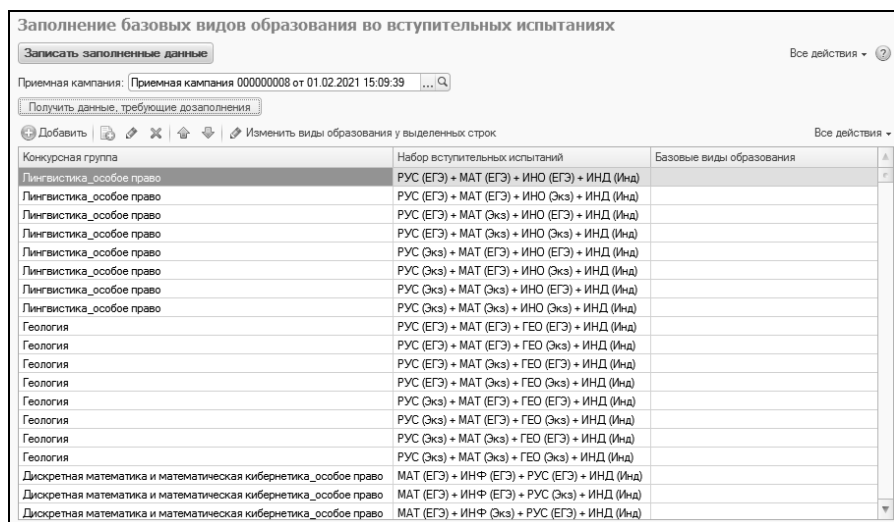 Заполнение базовых видов образования во вступительных испытаниях
Записать заполненные данные Все действия
Приемная кампания: Приемная кампания 000000008 от 01.02.2021 15:09:39 ...
Получить данные, требующие дозаполнения
Добавить Изменить виды образования у выделенных строк Все действия
Конкурсная группа Набор вступительных испытаний Базовые виды образования
Лингвистика_особое право РУС (ЕГЭ) + МАТ (ЕГЭ) + ИНО (ЕГЭ) + ИНД (Инд)
Лингвистика_особое право РУС (ЕГЭ) + МАТ (ЕГЭ) + ИНО (Экз) + ИНД (Инд)
Лингвистика_особое право РУС (ЕГЭ) + МАТ (Экз) + ИНО (ЕГЭ) + ИНД (Инд)
Лингвистика_особое право РУС (ЕГЭ) + МАТ (Экз) + ИНО (Экз) + ИНД (Инд)
Лингвистика_особое право РУС (Экз) + МАТ (ЕГЭ) + ИНО (ЕГЭ) + ИНД (Инд)
Лингвистика_особое право РУС (Экз) + МАТ (ЕГЭ) + ИНО (Экз) + ИНД (Инд)
Лингвистика_особое право РУС (Экз) + МАТ (Экз) + ИНО (ЕГЭ) + ИНД (Инд)
Лингвистика_особое право РУС (Экз) + МАТ (Экз) + ИНО (Экз) + ИНД (Инд)
Геология РУС (ЕГЭ) + МАТ (ЕГЭ) + ГЕО (ЕГЭ) + ИНД (Инд)
Геология РУС (ЕГЭ) + МАТ (ЕГЭ) + ГЕО (Экз) + ИНД (Инд)
Геология РУС (ЕГЭ) + МАТ (Экз) + ГЕО (ЕГЭ) + ИНД (Инд)
Геология РУС (ЕГЭ) + МАТ (Экз) + ГЕО (Экз) + ИНД (Инд)
Геология РУС (Экз) + МАТ (ЕГЭ) + ГЕО (ЕГЭ) + ИНД (Инд)
Геология РУС (Экз) + МАТ (ЕГЭ) + ГЕО (Экз) + ИНД (Инд)
Геология РУС (Экз) + МАТ (Экз) + ГЕО (ЕГЭ) + ИНД (Инд)
Геология РУС (Экз) + МАТ (Экз) + ГЕО (Экз) + ИНД (Инд)
Дискретная математика и математическая кибернетика_особое право МАТ (ЕГЭ) + ИНФ (ЕГЭ) + РУС (ЕГЭ) + ИНД (Инд)
Дискретная математика и математическая кибернетика_особое право МАТ (ЕГЭ) + ИНФ (ЕГЭ) + РУС (Экз) + ИНД (Инд)
Дискретная математика и математическая кибернетика_особое право МАТ (ЕГЭ) + ИНФ (Экз) + РУС (ЕГЭ) + ИНД (Инд)